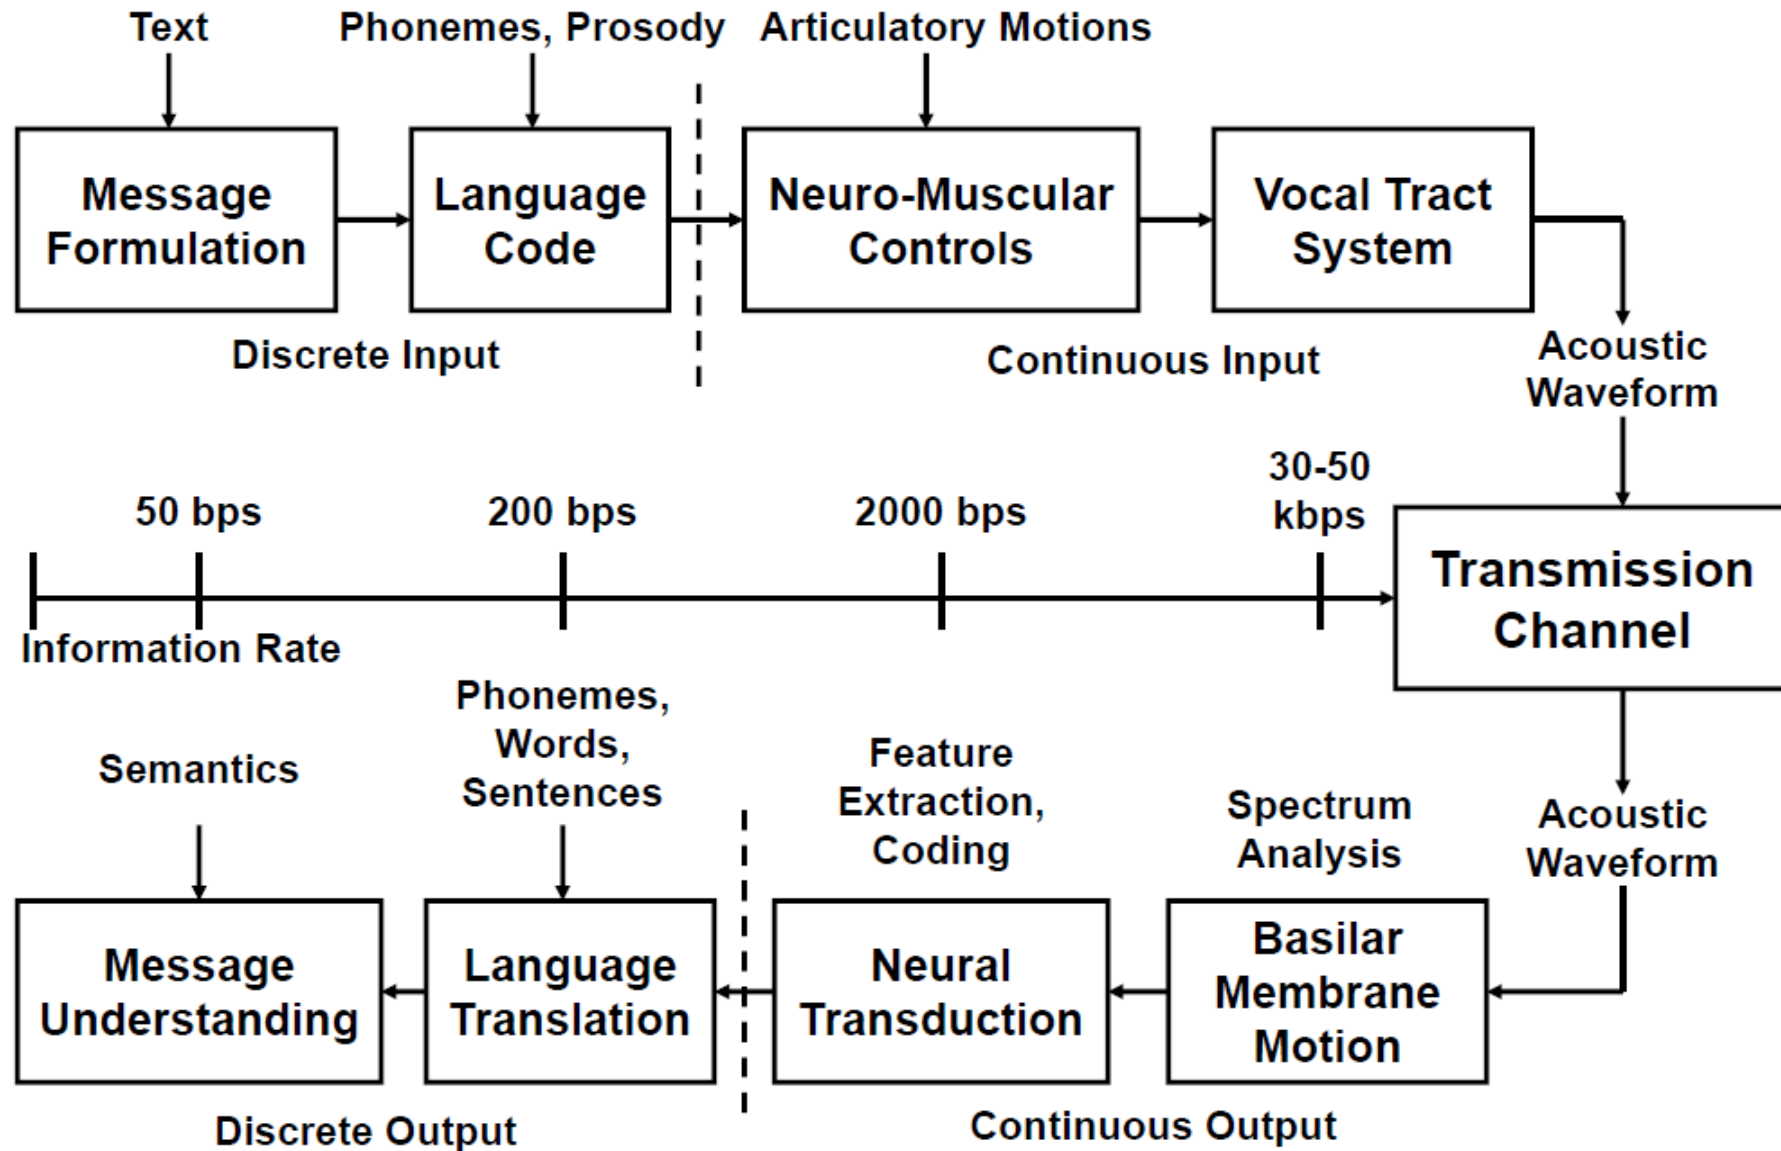 Text
Phonemes, Prosody
Articulatory Motions
Message
Formulation
Language
Code
Neuro-Muscular
Controls
Vocal Tract
System
Discrete Input
Continuous Input
Acoustic
Waveform
50 bps
200 bps
2000 bps
30-50
kbps
Information Rate
Transmission
Channel
Semantics
Phonemes,
Words,
Sentences
Feature
Extraction,
Coding
Spectrum
Analysis
Acoustic
Waveform
Message
Understanding
Language
Translation
Neural
Transduction
Basilar
Membrane
Motion
Discrete Output
Continuous Output